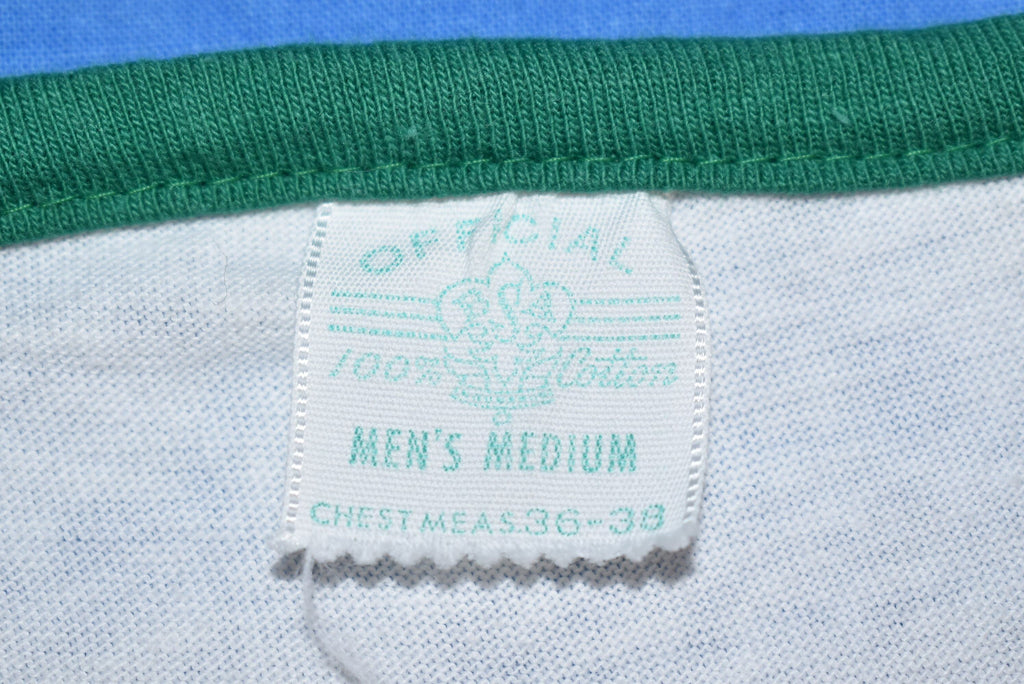 OFFICIAL
BSA
100% Cotton
MEN'S MEDIUM
CHEST MEAS 36-38